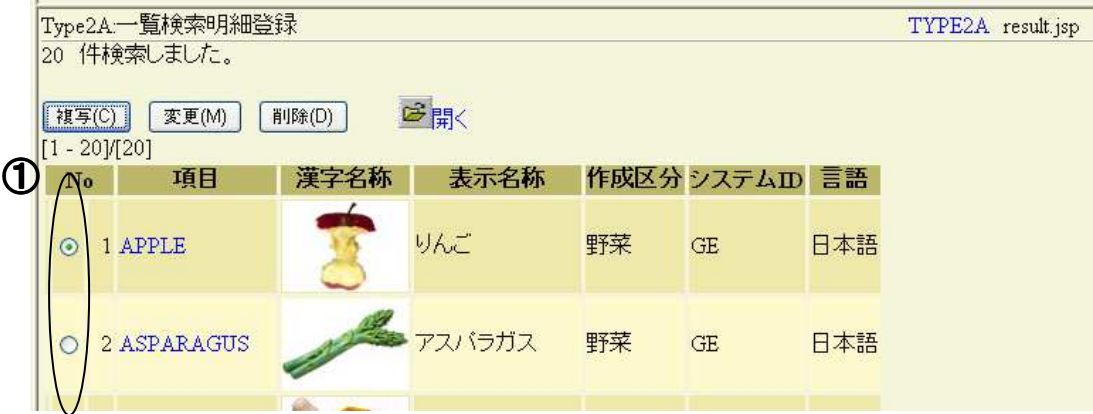 Type2A:一覧検索明細登録 TYPE2A result.jsp
20 件検索しました。
複写(C) 変更(M) 削除(D) 開く
[1 - 20]/[20]
① No 項目 漢字名称 表示名称 作成区分 システムID 言語
1 APPLE りんご 野菜 GE 日本語
2 ASPARAGUS アスパラガス 野菜 GE 日本語